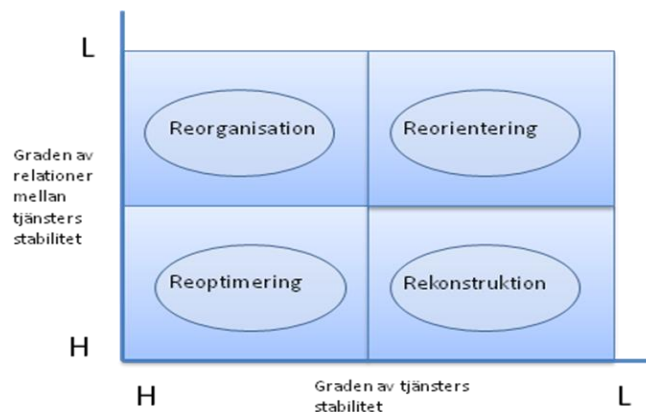 L
Reorganisation
Reorientering
Graden av
relationer
mellan
tjänsters
stabilitet
Reoptimering
Rekonstruktion
H
H
Graden av tjänsters
stabilitet
L